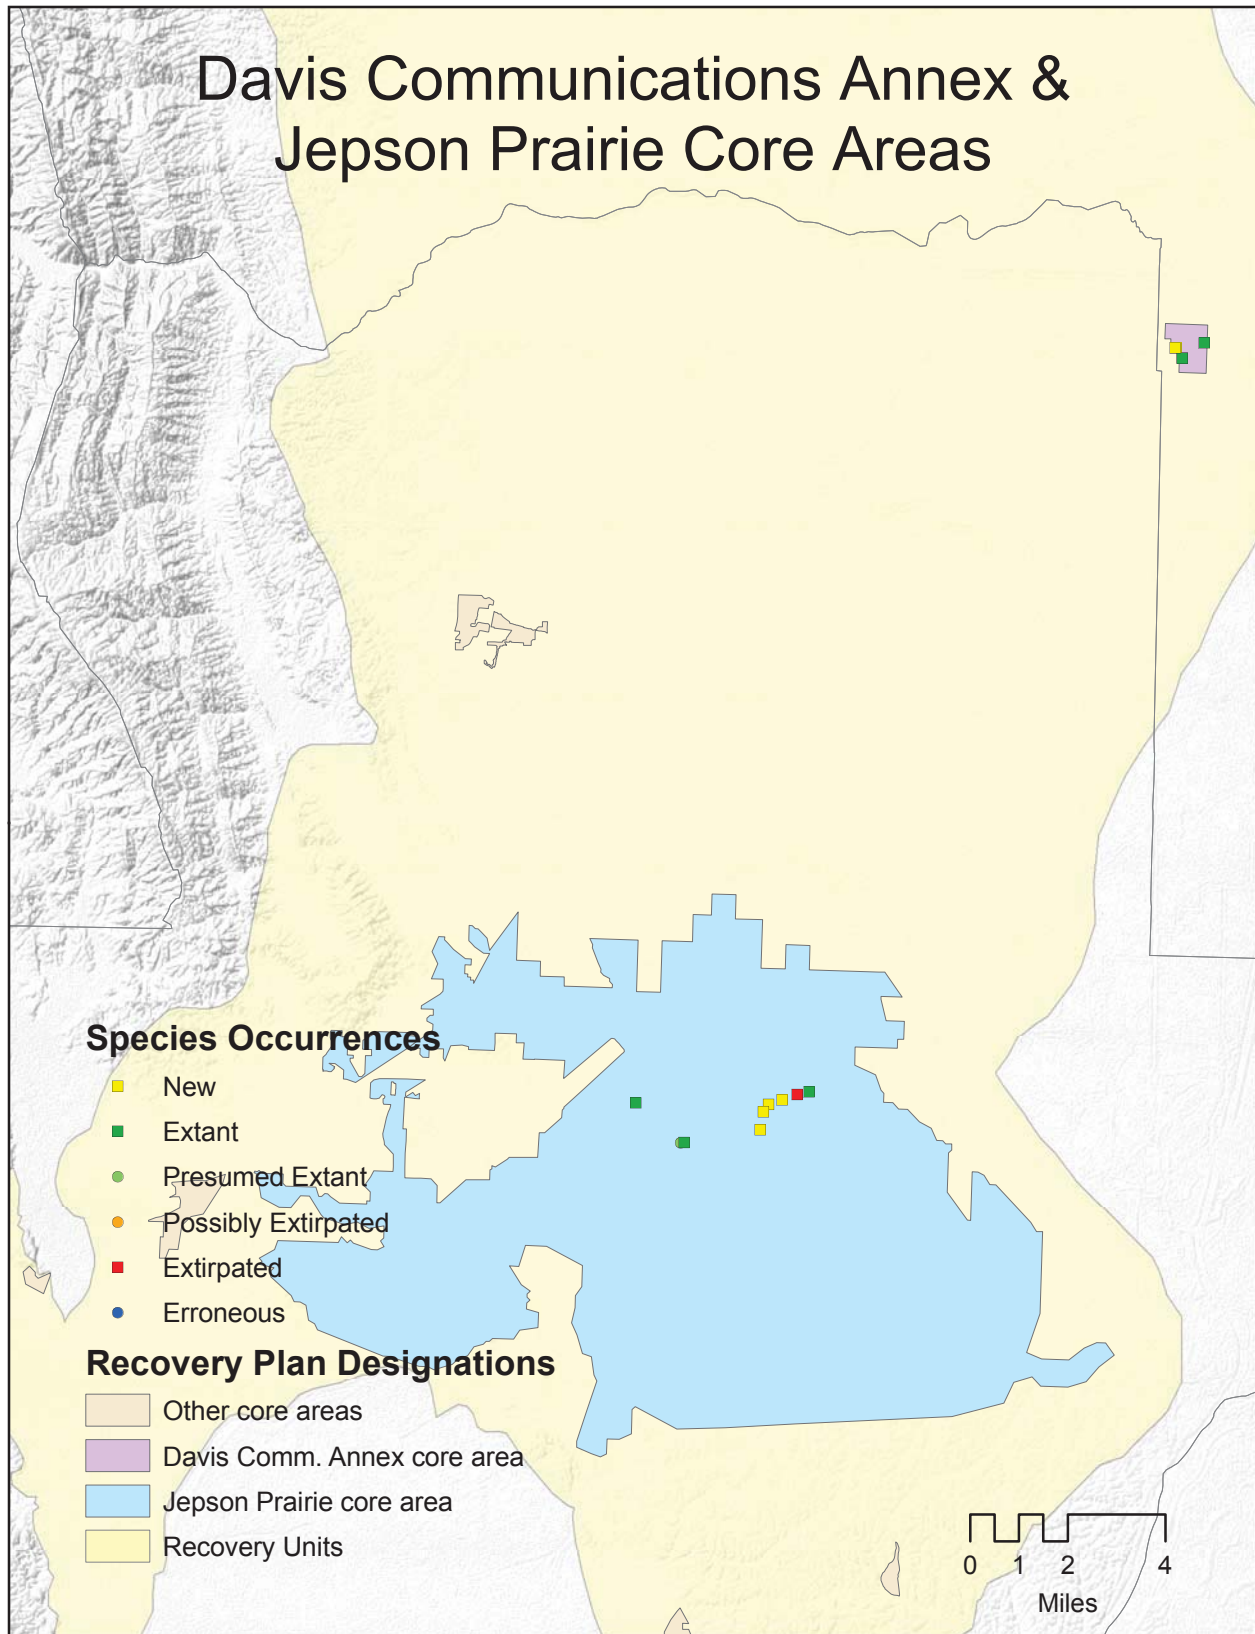 Davis Communications Annex &
Jepson Prairie Core Areas
Species Occurrences
New
Extant
Presumed Extant
Possibly Extirpated
Extirpated
Erroneous
Recovery Plan Designations
Other core areas
Davis Comm. Annex core area
Jepson Prairie core area
Recovery Units
0 1 2 4
Miles